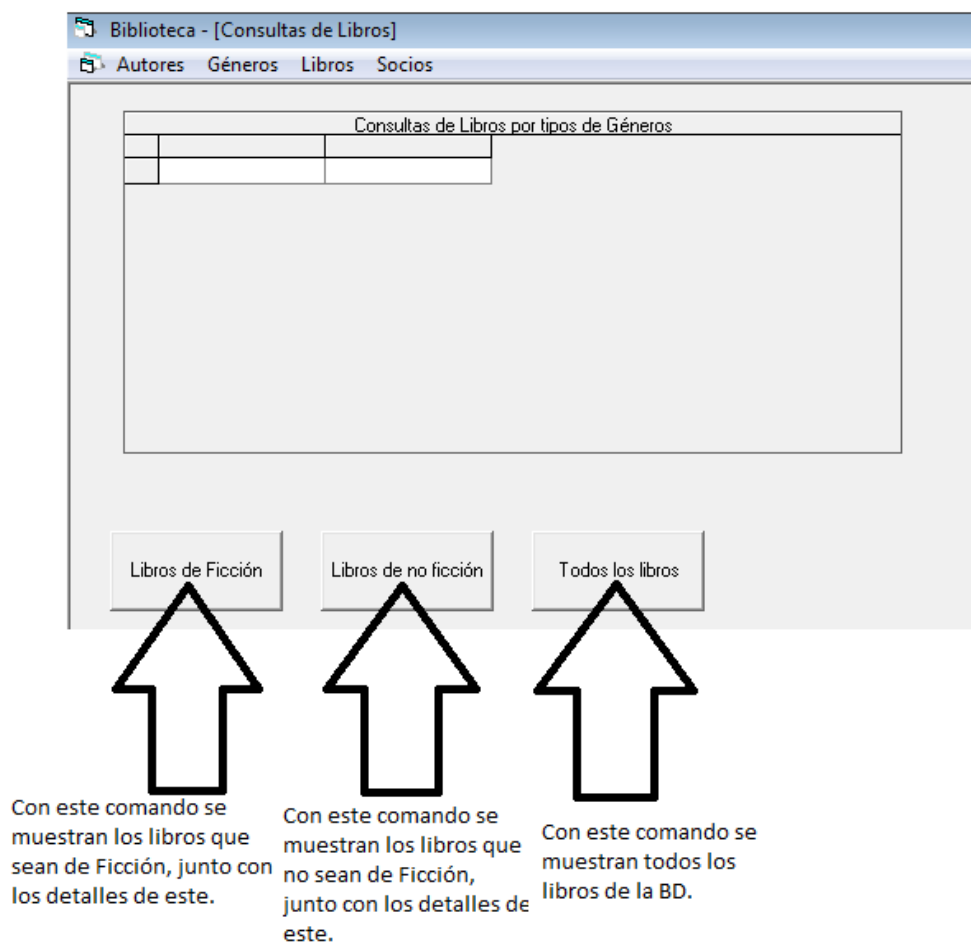 Biblioteca - [Consultas de Libros]
Autores Géneros Libros Socios
Consultas de Libros por tipos de Géneros
Libros de Ficción
Libros de no ficción
Todos los libros
Con este comando se
muestran los libros que
sean de Ficción, junto con
los detalles de este.
Con este comando se
muestran los libros que
no sean de Ficción,
junto con los detalles de
este.
Con este comando se
muestran todos los
libros de la BD.